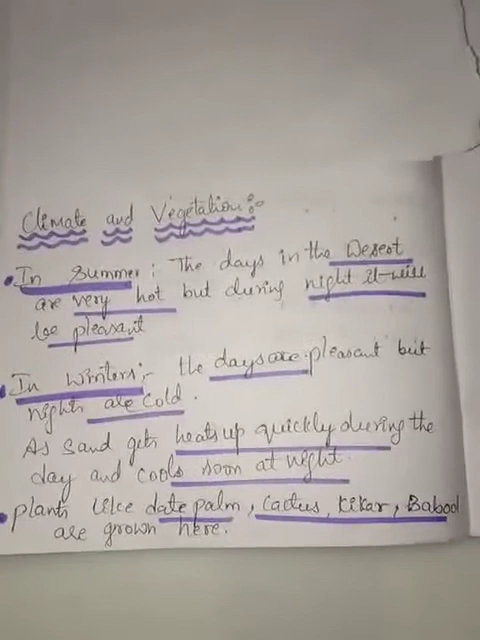 Climate and Vegetation:-
• In Summer: The days in the Desert
are very hot but during night it will
be pleasant
• In Winters:- the days are pleasant but
nights are cold.
As sand gets heats up quickly during the
day and cools soon at night.
• plants like date palm, Cactus, Kikar, Babool
are grown here.